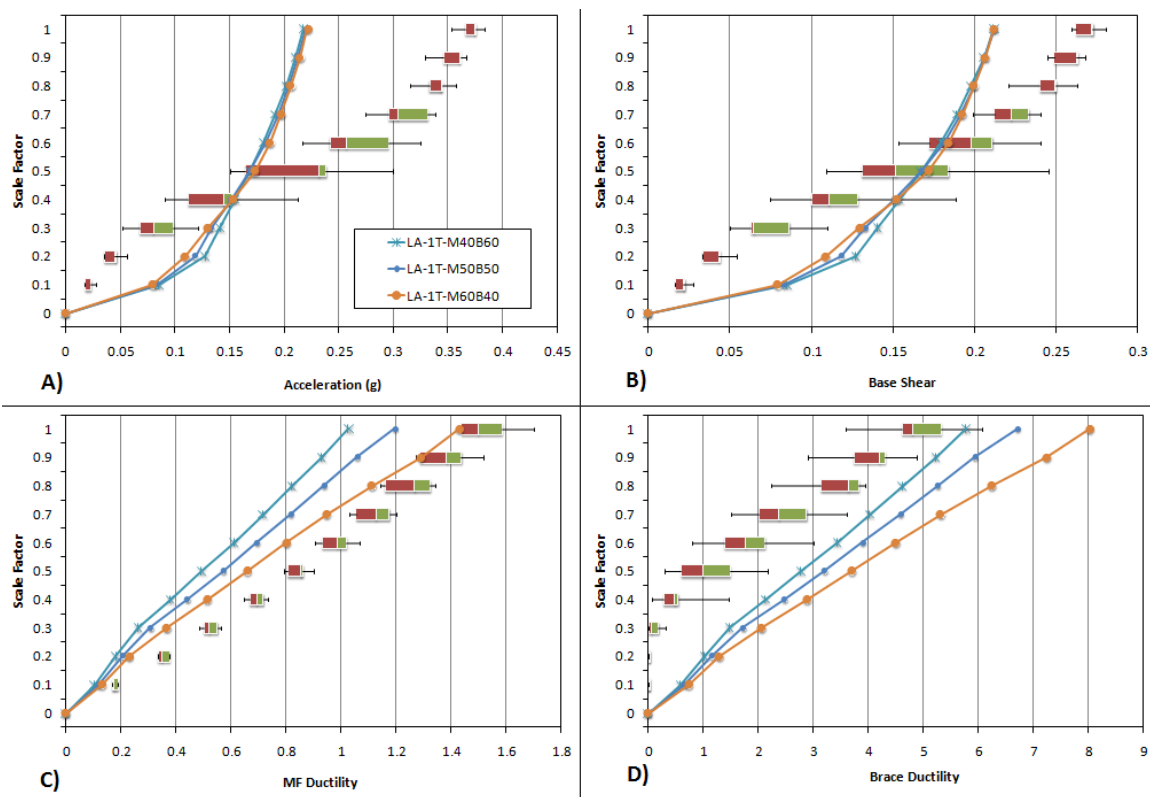 1
0.9
0.8
0.7
0.6
0.5
0.4
0.3
0.2
0.1
0
Scale Factor
LA-1T-M40B60
LA-1T-M50B50
LA-1T-M60B40
0 0.05 0.1 0.15 0.2 0.25 0.3 0.35 0.4 0.45
A) Acceleration (g)
1
0.9
0.8
0.7
0.6
0.5
0.4
0.3
0.2
0.1
0
Scale Factor
0 0.05 0.1 0.15 0.2 0.25 0.3
B) Base Shear
1
0.9
0.8
0.7
0.6
0.5
0.4
0.3
0.2
0.1
0
Scale Factor
0 0.2 0.4 0.6 0.8 1 1.2 1.4 1.6 1.8
C) MF Ductility
1
0.9
0.8
0.7
0.6
0.5
0.4
0.3
0.2
0.1
0
Scale Factor
0 1 2 3 4 5 6 7 8 9
D) Brace Ductility